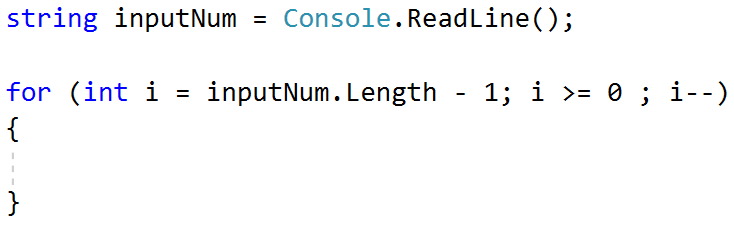 string inputNum = Console.ReadLine();
for (int i = inputNum.Length - 1; i >= 0 ; i--)
{
}